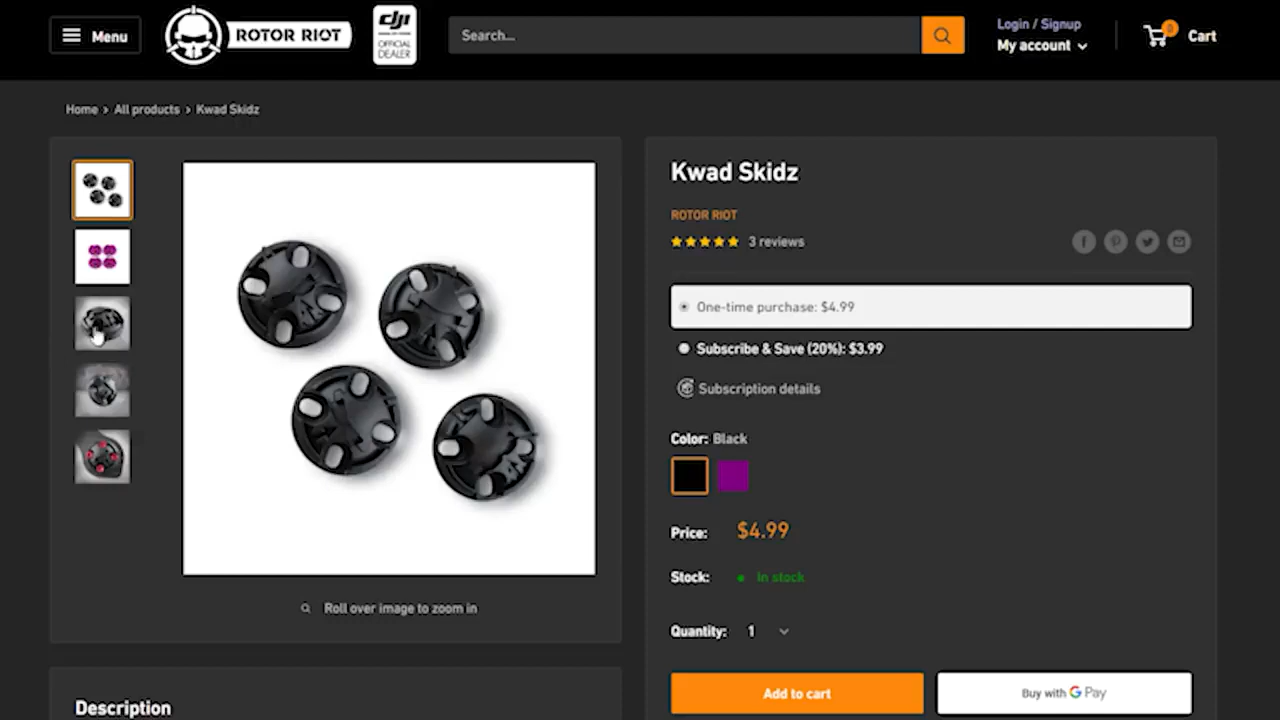 Menu
ROTOR RIOT
dji
OFFICIAL
DEALER
Search...
Login / Signup
My account
0
Cart
Home > All products > Kwad Skidz
Kwad Skidz
ROTOR RIOT
3 reviews
One-time purchase: $4.99
Subscribe & Save (20%): $3.99
Subscription details
Color: Black
Price: $4.99
Stock: In stock
Quantity: 1
Roll over image to zoom in
Add to cart
Buy with G Pay
Description